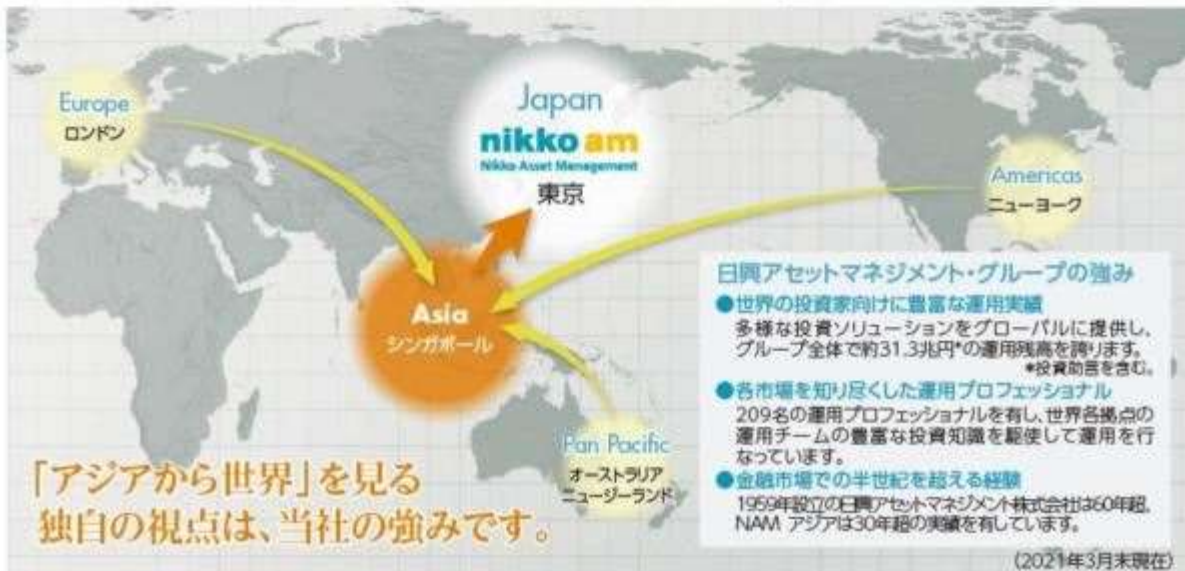 Europe
ロンドン
Japan
nikko am
Nikko Asset Management
東京
Americas
ニューヨーク
Asia
シンガポール
Pan Pacific
オーストラリア
ニュージーランド
「アジアから世界」を見る
独自の視点は、当社の強みです。
日興アセットマネジメント・グループの強み
●世界の投資家向けに豊富な運用実績
多様な投資ソリューションをグローバルに提供し、
グループ全体で約31.3兆円*の運用残高を誇ります。
*投資助言を含む。
●各市場を知り尽くした運用プロフェッショナル
209名の運用プロフェッショナルを有し、世界各拠点の
運用チームの豊富な投資知識を駆使して運用を行
なっています。
●金融市場での半世紀を超える経験
1959年設立の日興アセットマネジメント株式会社は60年超、
NAM アジアは30年超の実績を有しています。
(2021年3月末現在)